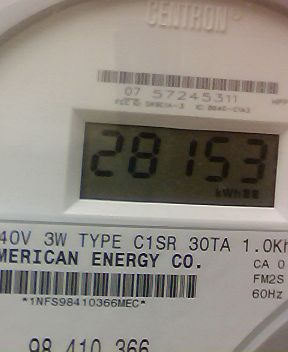 CENTRON
07 57245311
28153
kWh
40V 3W TYPE C1SR 30TA 1.0Kh
MERICAN ENERGY CO.
CA 0
FM2S
60Hz
*1NFS98410366MEC*
98 410 366